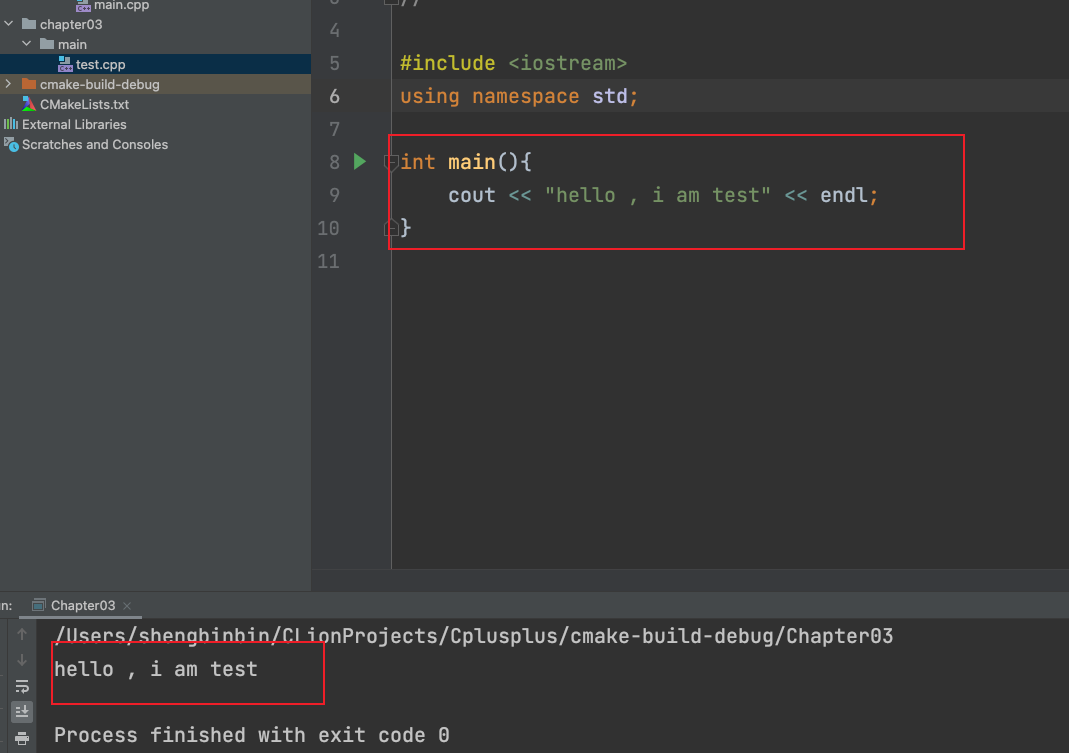 main.cpp
chapter03
main
test.cpp
cmake-build-debug
CMakeLists.txt
External Libraries
Scratches and Consoles
//
4
5 #include <iostream>
6 using namespace std;
7
8 int main(){
9 cout << "hello , i am test" << endl;
10 }
11
Chapter03
/Users/shengbinbin/CLionProjects/Cplusplus/cmake-build-debug/Chapter03
hello , i am test
Process finished with exit code 0